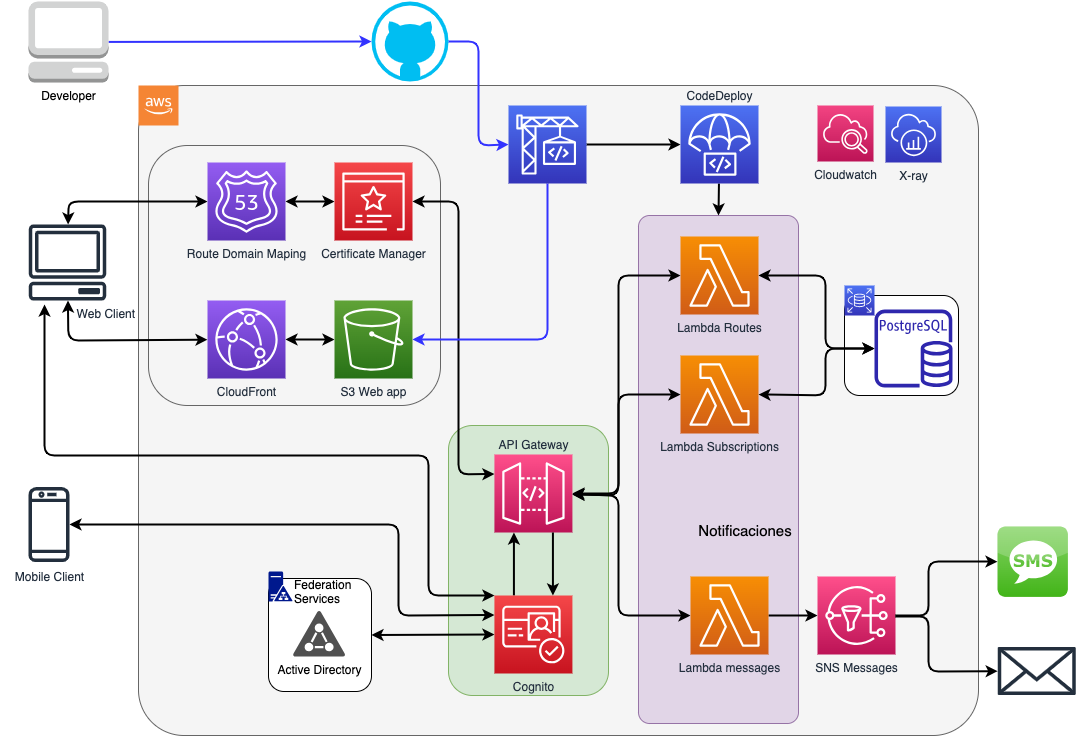 Developer
aws
CodeDeploy
Cloudwatch
X-ray
53
Route Domain Maping
Certificate Manager
Web Client
CloudFront
S3 Web app
Lambda Routes
PostgreSQL
Lambda Subscriptions
API Gateway
Notificaciones
Mobile Client
Federation
Services
Active Directory
Cognito
Lambda messages
SNS Messages
SMS